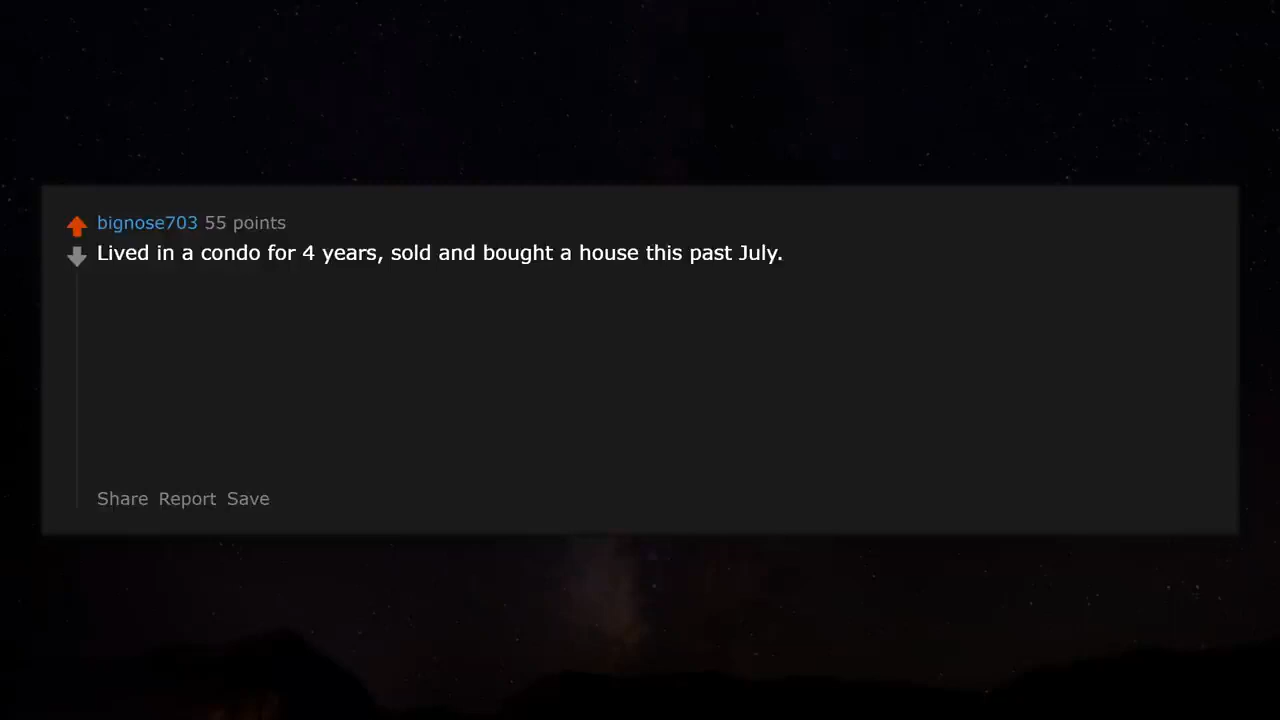 bignose703 55 points
Lived in a condo for 4 years, sold and bought a house this past July.
Share Report Save